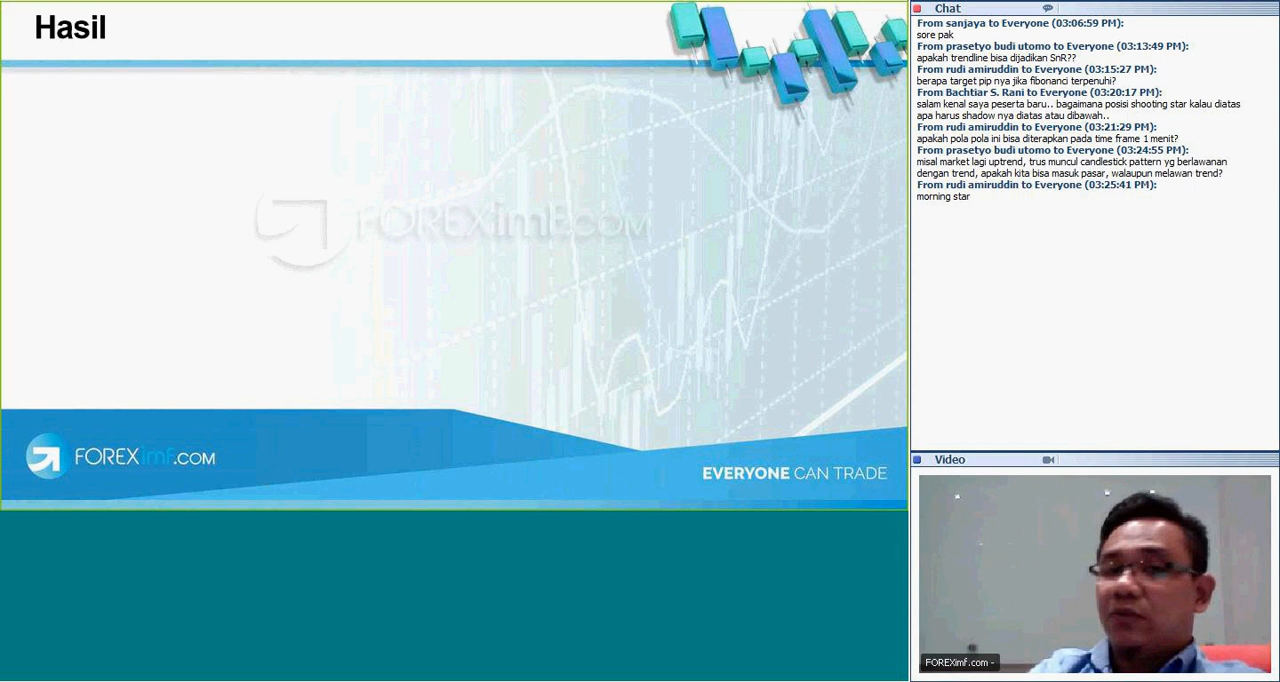 Hasil
FOREXimF.COM
FOREXimF.COM
EVERYONE CAN TRADE
Chat
From sanjaya to Everyone (03:06:59 PM):
sore pak
From prasetyo budi utomo to Everyone (03:13:49 PM):
apakah trendline bisa dijadikan SnR??
From rudi amiruddin to Everyone (03:15:27 PM):
berapa target pip nya jika fibonanci terpenuhi?
From Bachtiar S. Rani to Everyone (03:20:17 PM):
salam kenal saya peserta baru.. bagaimana posisi shooting star kalau diatas
apa harus shadow nya diatas atau dibawah..
From rudi amiruddin to Everyone (03:21:29 PM):
apakah pola pola ini bisa diterapkan pada time frame 1 menit?
From prasetyo budi utomo to Everyone (03:24:55 PM):
misal market lagi uptrend, trus muncul candlestick pattern yg berlawanan
dengan trend, apakah kita bisa masuk pasar, walaupun melawan trend?
From rudi amiruddin to Everyone (03:25:41 PM):
morning star
Video
FOREXimf.com -